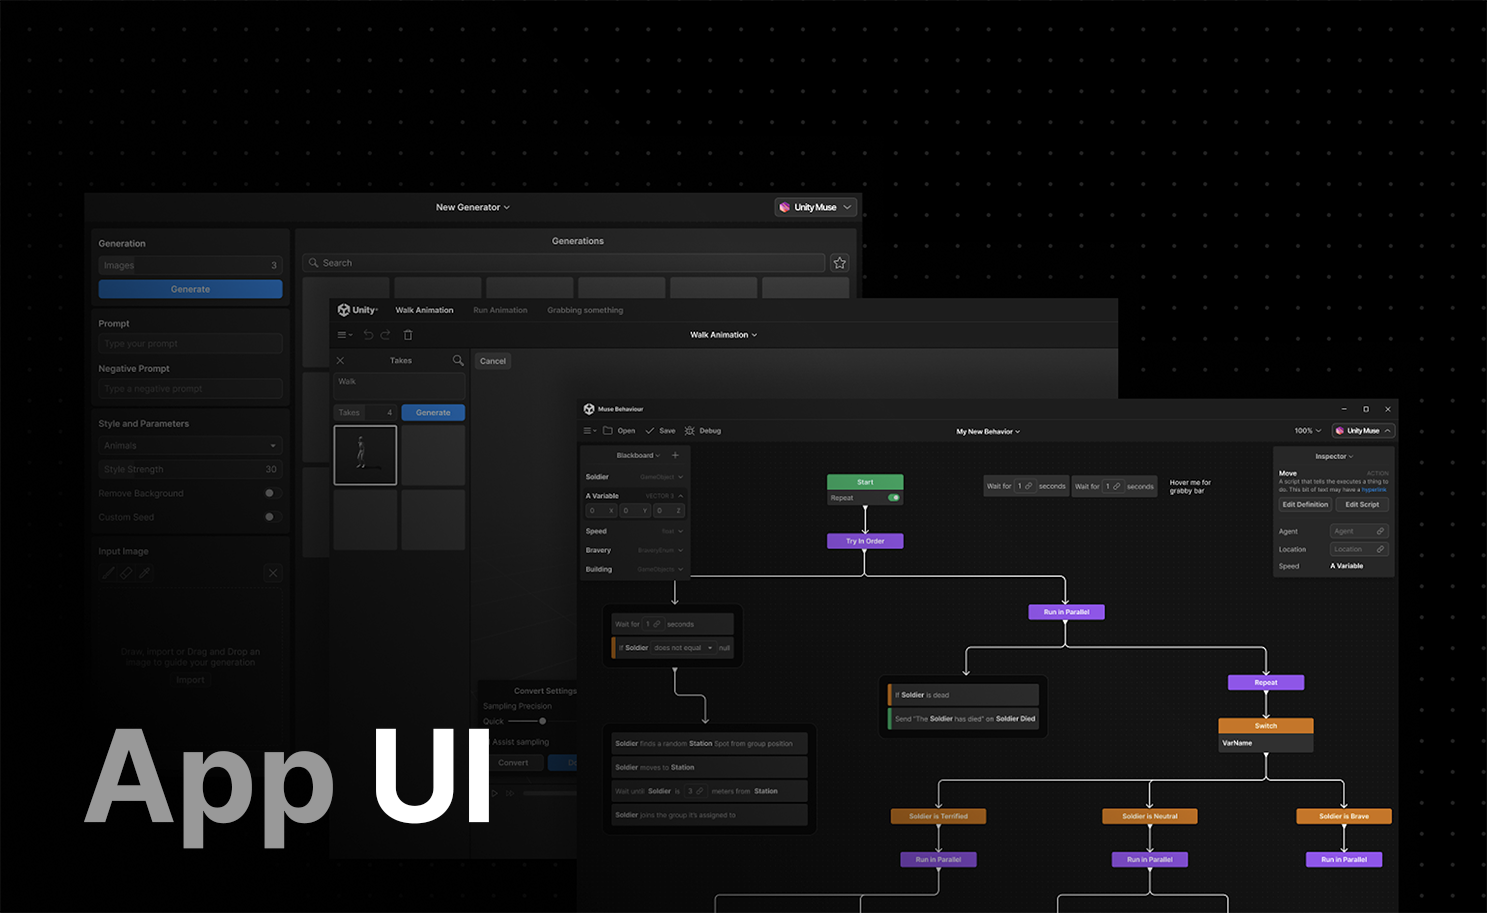 New Generator
Unity Muse
Generation
Images 3
Generate
Prompt
Type your prompt
Negative Prompt
Type a negative prompt
Style and Parameters
Animals
Style Strength 30
Remove Background
Custom Seed
Input Image
Draw, import or Drag and Drop an
image to guide your generation
Import
Generations
Search
Unity
Walk Animation Run Animation Grabbing something
Walk Animation
Takes
Cancel
Walk
Takes 4 Generate
Convert Settings
Sampling Precision
Quick
Assist sampling
Convert
Muse Behaviour
Open Save Debug
My New Behavior
100% Unity Muse
Blackboard
Soldier GameObject
A Variable VECTOR 3
0 X 0 Y 0 Z
Speed float
Bravery BraveryEnum
Building GameObjects
Start
Repeat
Try In Order
Wait for 1 seconds
Wait for 1 seconds
Hover me for
grabby bar
Inspector
Move ACTION
A script that tells the executes a thing to
do. This bit of text may have a hyperlink
Edit Definition Edit Script
Agent Agent
Location Location
Speed A Variable
Wait for 1 seconds
If Soldier does not equal null
Run in Parallel
If Soldier is dead
Send "The Soldier has died" on Soldier Died
Repeat
Switch
VarName
Soldier finds a random Station Spot from group position
Soldier moves to Station
Wait until Soldier is 3 meters from Station
Soldier joins the group it's assigned to
Soldier is Terrified
Soldier is Neutral
Soldier is Brave
Run in Parallel
Run in Parallel
Run in Parallel
App UI